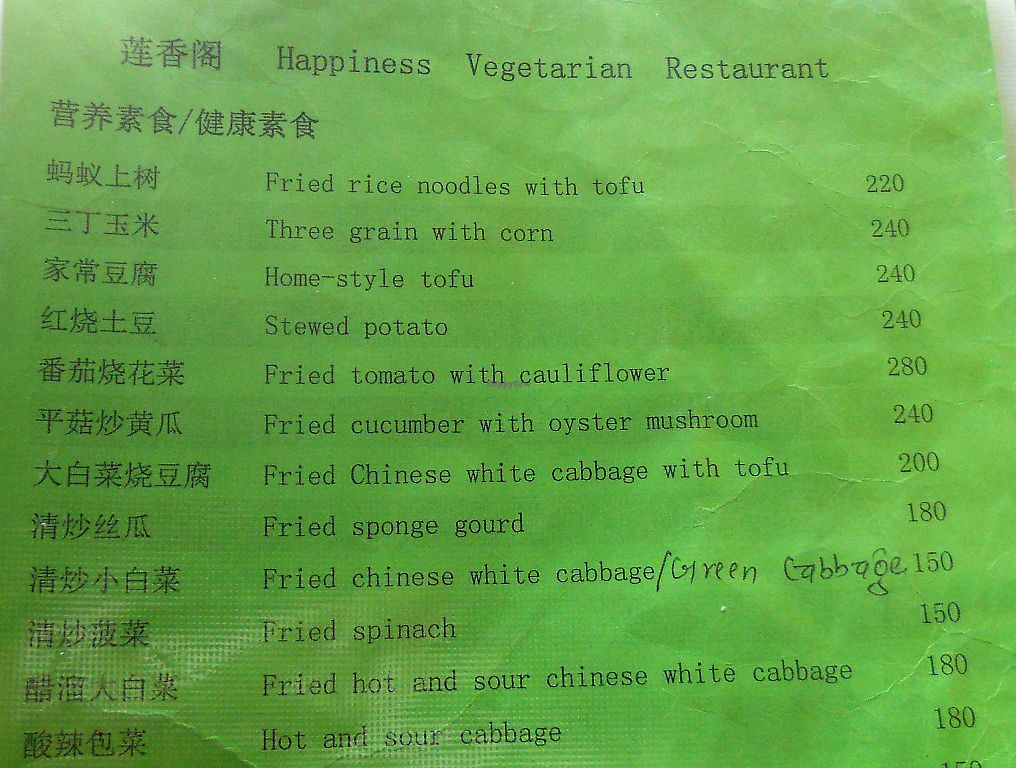 莲香阁 Happiness Vegetarian Restaurant
营养素食/健康素食
蚂蚁上树 Fried rice noodles with tofu 220
三丁玉米 Three grain with corn 240
家常豆腐 Home-style tofu 240
红烧土豆 Stewed potato 240
番茄烧花菜 Fried tomato with cauliflower 280
平菇炒黄瓜 Fried cucumber with oyster mushroom 240
大白菜烧豆腐 Fried Chinese white cabbage with tofu 200
清炒丝瓜 Fried sponge gourd 180
清炒小白菜 Fried chinese white cabbage/Green Cabbage 150
清炒菠菜 Fried spinach 150
醋溜大白菜 Fried hot and sour chinese white cabbage 180
酸辣包菜 Hot and sour cabbage 180
150